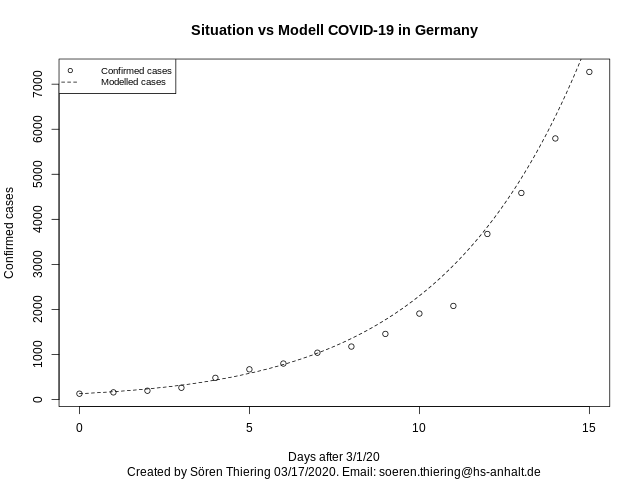 Situation vs Modell COVID-19 in Germany
Confirmed cases
Modelled cases
Confirmed cases
7000
6000
5000
4000
3000
2000
1000
0
0 5 10 15
Days after 3/1/20
Created by Sören Thiering 03/17/2020. Email: soeren.thiering@hs-anhalt.de